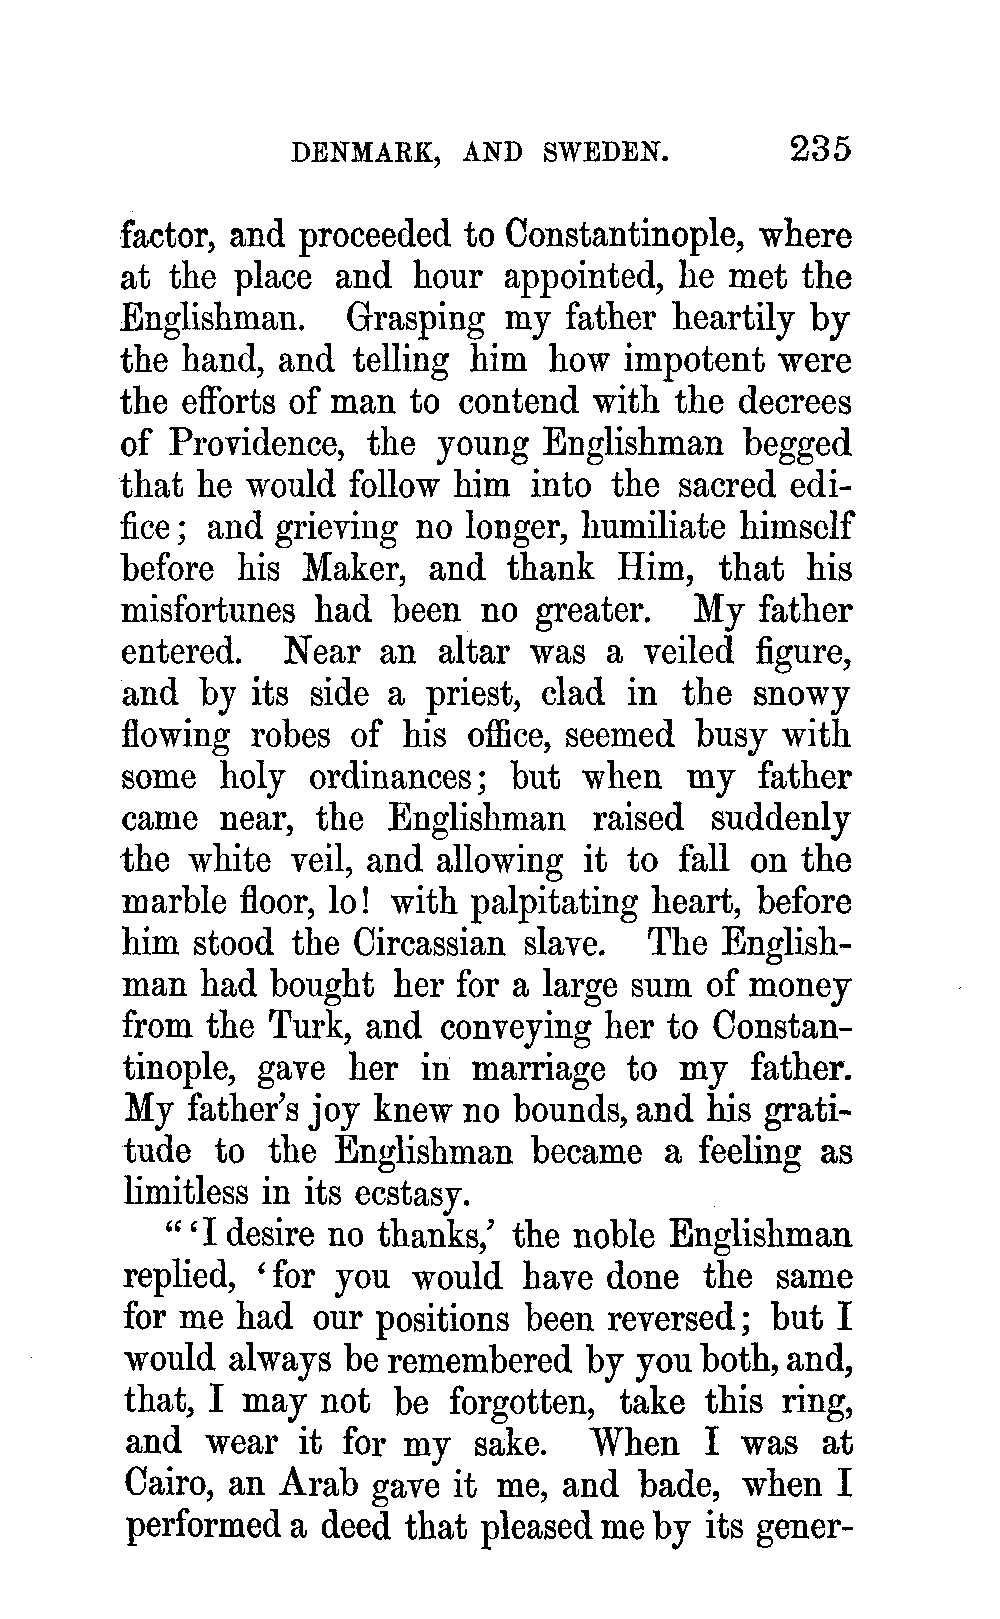 DENMARK, AND SWEDEN. 235
factor, and proceeded to Constantinople, where
at the place and hour appointed, he met the
Englishman. Grasping my father heartily by
the hand, and telling him how impotent were
the efforts of man to contend with the decrees
of Providence, the young Englishman begged
that he would follow him into the sacred edi-
fice; and grieving no longer, humiliate himself
before his Maker, and thank Him, that his
misfortunes had been no greater. My father
entered. Near an altar was a veiled figure,
and by its side a priest, clad in the snowy
flowing robes of his office, seemed busy with
some holy ordinances; but when my father
came near, the Englishman raised suddenly
the white veil, and allowing it to fall on the
marble floor, lo! with palpitating heart, before
him stood the Circassian slave. The English-
man had bought her for a large sum of money
from the Turk, and conveying her to Constan-
tinople, gave her in marriage to my father.
My father's joy knew no bounds, and his grati-
tude to the Englishman became a feeling as
limitless in its ecstasy.
"'I desire no thanks,' the noble Englishman
replied, 'for you would have done the same
for me had our positions been reversed; but I
would always be remembered by you both, and,
that, I may not be forgotten, take this ring,
and wear it for my sake. When I was at
Cairo, an Arab gave it me, and bade, when I
performed a deed that pleased me by its gener-